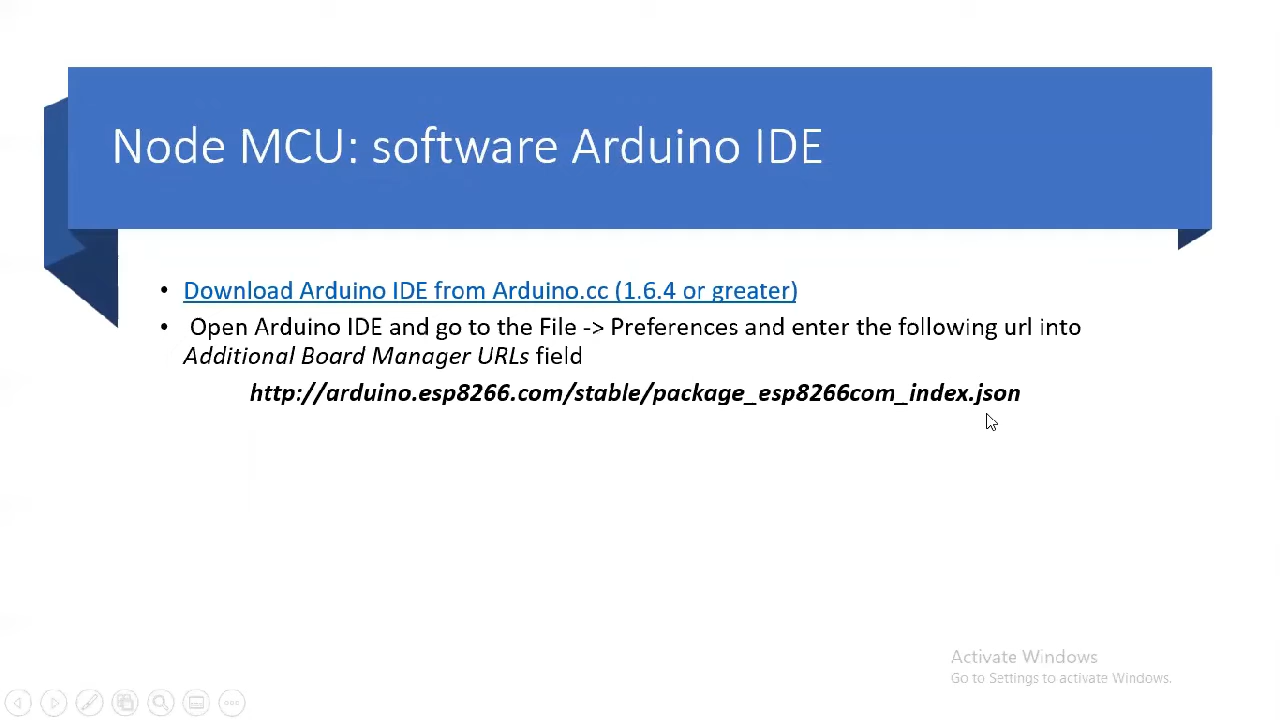 Node MCU: software Arduino IDE
• Download Arduino IDE from Arduino.cc (1.6.4 or greater)
• Open Arduino IDE and go to the File -> Preferences and enter the following url into
Additional Board Manager URLs field
http://arduino.esp8266.com/stable/package_esp8266com_index.json
Activate Windows
Go to Settings to activate Windows.